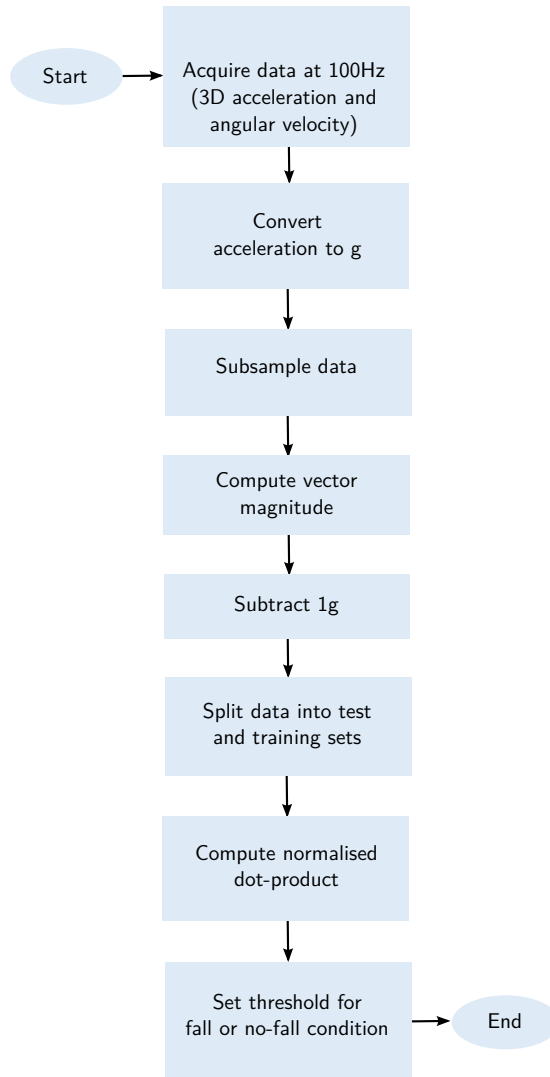 Start
Acquire data at 100Hz
(3D acceleration and
angular velocity)
Convert
acceleration to g
Subsample data
Compute vector
magnitude
Subtract 1g
Split data into test
and training sets
Compute normalised
dot-product
Set threshold for
fall or no-fall condition
End